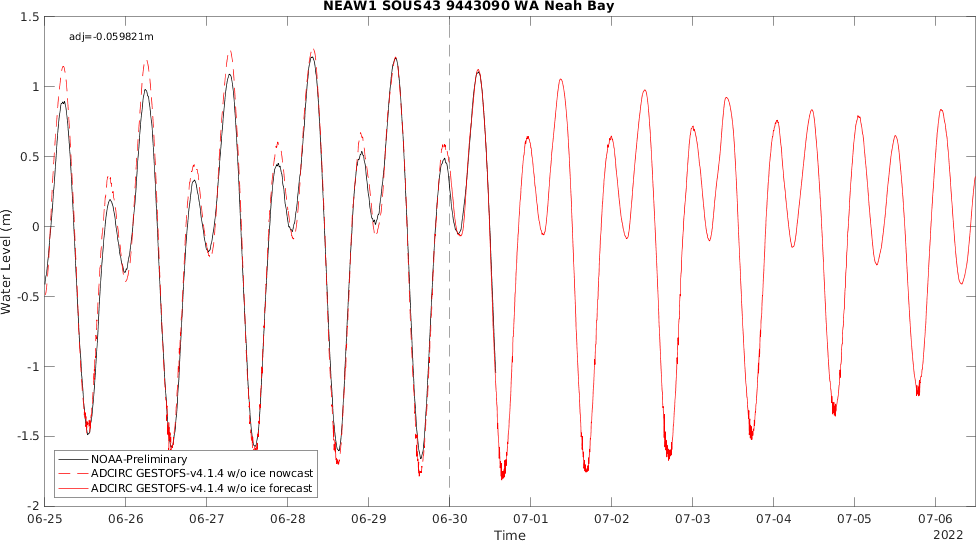 NEAW1 SOUS43 9443090 WA Neah Bay
adj=-0.059821m
1.5
1
0.5
0
-0.5
-1
-1.5
-2
Water Level (m)
NOAA-Preliminary
ADCIRC GESTOFS-v4.1.4 w/o ice nowcast
ADCIRC GESTOFS-v4.1.4 w/o ice forecast
06-25 06-26 06-27 06-28 06-29 06-30 07-01 07-02 07-03 07-04 07-05 07-06
Time
2022